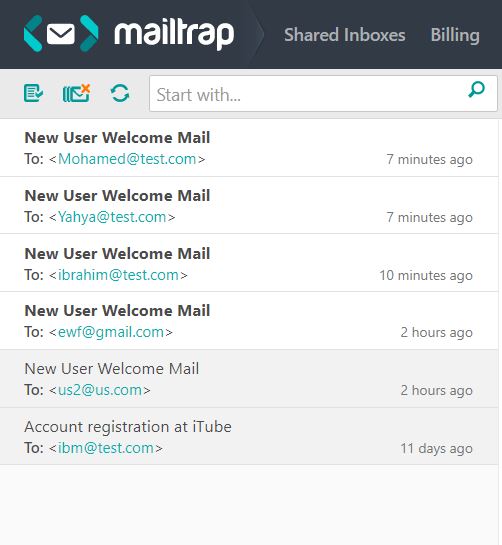 mailtrap
Shared Inboxes
Billing
Start with...
New User Welcome Mail
To: <Mohamed@test.com>
7 minutes ago
New User Welcome Mail
To: <Yahya@test.com>
7 minutes ago
New User Welcome Mail
To: <ibrahim@test.com>
10 minutes ago
New User Welcome Mail
To: <ewf@gmail.com>
2 hours ago
New User Welcome Mail
To: <us2@us.com>
2 hours ago
Account registration at iTube
To: <ibm@test.com>
11 days ago